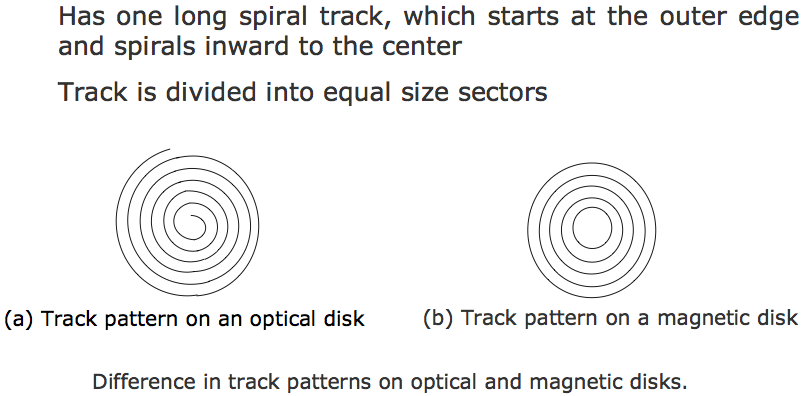 Has one long spiral track, which starts at the outer edge
and spirals inward to the center
Track is divided into equal size sectors
(a) Track pattern on an optical disk
(b) Track pattern on a magnetic disk
Difference in track patterns on optical and magnetic disks.